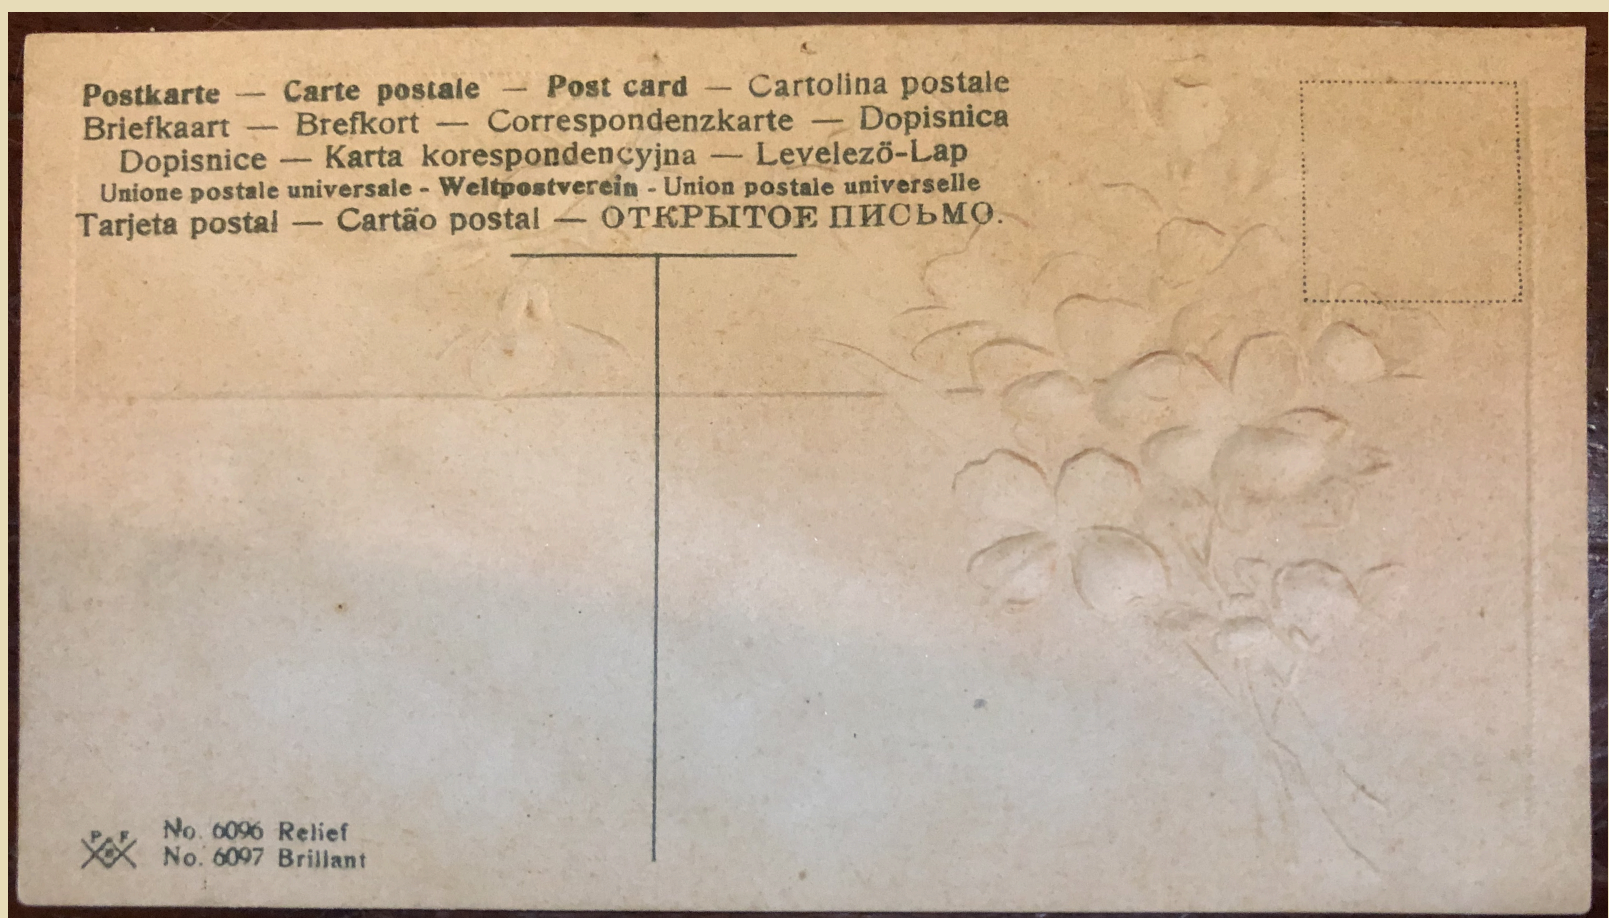 Postkarte — Carte postale — Post card — Cartolina postale
Briefkaart — Brefkort — Correspondenzkarte — Dopisnica
Dopisnice — Karta korespondencyjna — Levelező-Lap
Unione postale universale - Weltpostverein - Union postale universelle
Tarjeta postal — Cartão postal — ОТКРЫТОЕ ПИСЬМО.
P F
B
No. 6096 Relief
No. 6097 Brillant